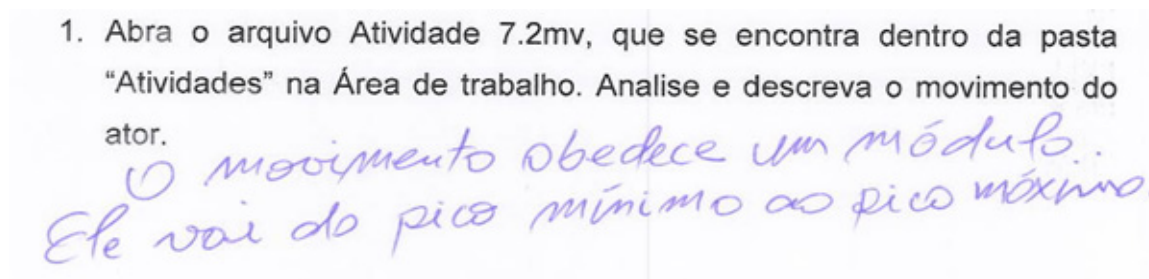 1. Abra o arquivo Atividade 7.2mv, que se encontra dentro da pasta
"Atividades" na Área de trabalho. Analise e descreva o movimento do
ator.
O movimento obedece um módulo..
Ele vai do pico mínimo ao pico máximo.